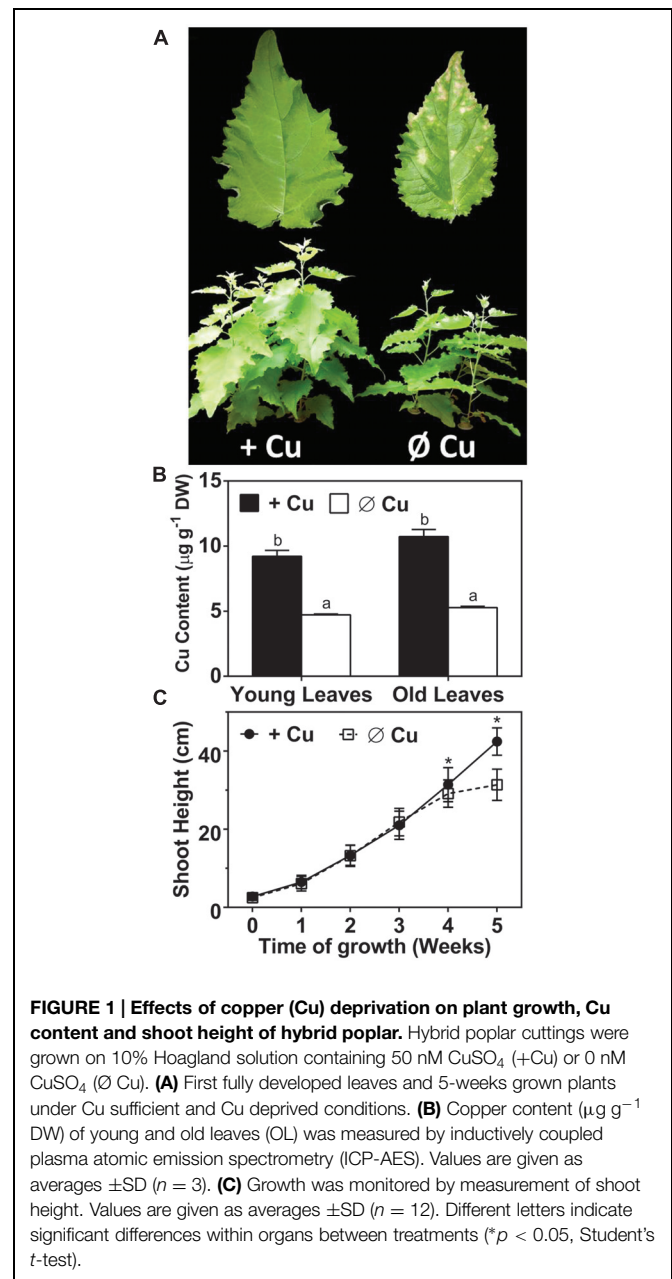 A
+ Cu Ø Cu
B
15
10
5
0
Cu Content (µg g-1 DW)
+ Cu ∅ Cu
b
a
b
a
Young Leaves Old Leaves
C
+ Cu ∅ Cu
40
20
0
Shoot Height (cm)
*
*
0 1 2 3 4 5
Time of growth (Weeks)
FIGURE 1 | Effects of copper (Cu) deprivation on plant growth, Cu
content and shoot height of hybrid poplar. Hybrid poplar cuttings were
grown on 10% Hoagland solution containing 50 nM CuSO₄ (+Cu) or 0 nM
CuSO₄ (Ø Cu). (A) First fully developed leaves and 5-weeks grown plants
under Cu sufficient and Cu deprived conditions. (B) Copper content (µg g−1
DW) of young and old leaves (OL) was measured by inductively coupled
plasma atomic emission spectrometry (ICP-AES). Values are given as
averages ±SD (n = 3). (C) Growth was monitored by measurement of shoot
height. Values are given as averages ±SD (n = 12). Different letters indicate
significant differences within organs between treatments (*p < 0.05, Student's
t-test).